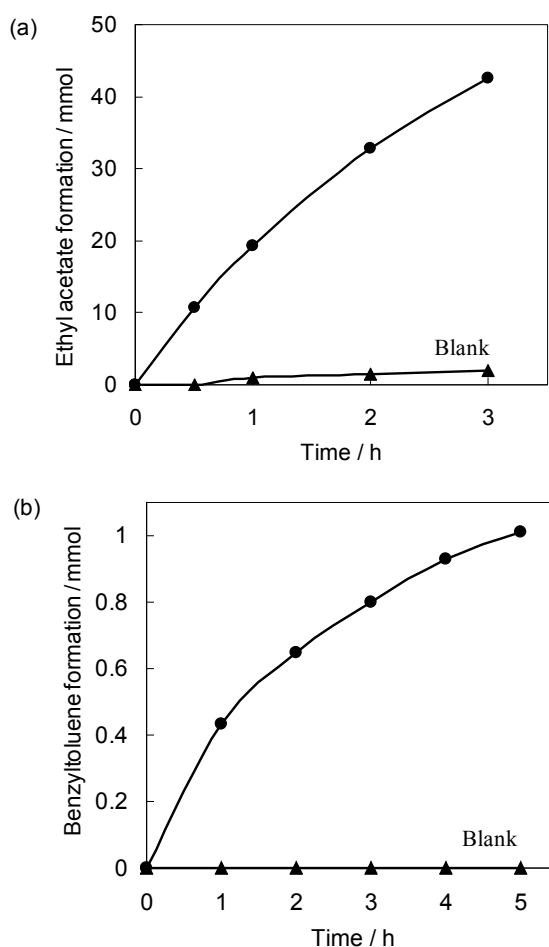 (a)
Ethyl acetate formation / mmol
50
40
30
20
10
0
Blank
0 1 2 3
Time / h
(b)
Benzyltoluene formation / mmol
1
0.8
0.6
0.4
0.2
0
Blank
0 1 2 3 4 5
Time / h